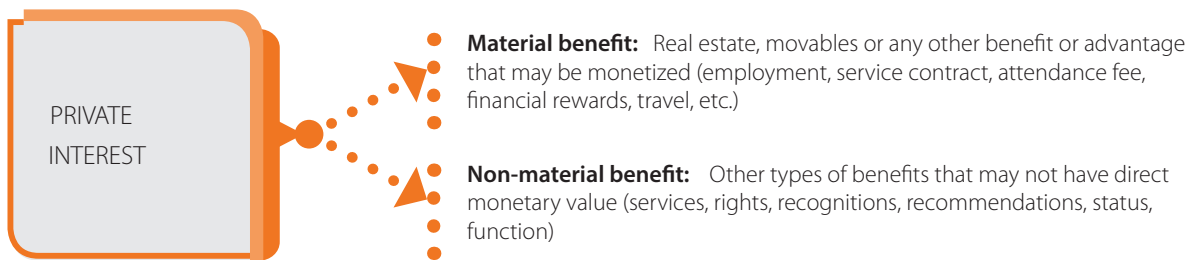 PRIVATE
INTEREST
Material benefit: Real estate, movables or any other benefit or advantage
that may be monetized (employment, service contract, attendance fee,
financial rewards, travel, etc.)
Non-material benefit: Other types of benefits that may not have direct
monetary value (services, rights, recognitions, recommendations, status,
function)